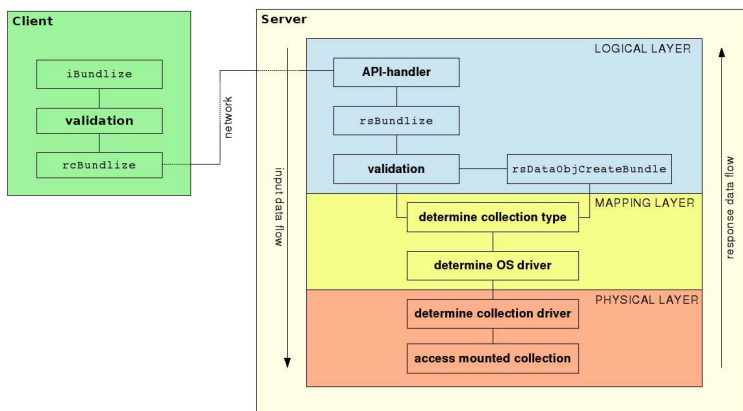 Client
Server
LOGICAL LAYER
iBundlize
API-handler
validation
rsBundlize
rcBundlize
network
validation
rsDataObjCreateBundle
input data flow
response data flow
MAPPING LAYER
determine collection type
determine OS driver
PHYSICAL LAYER
determine collection driver
access mounted collection